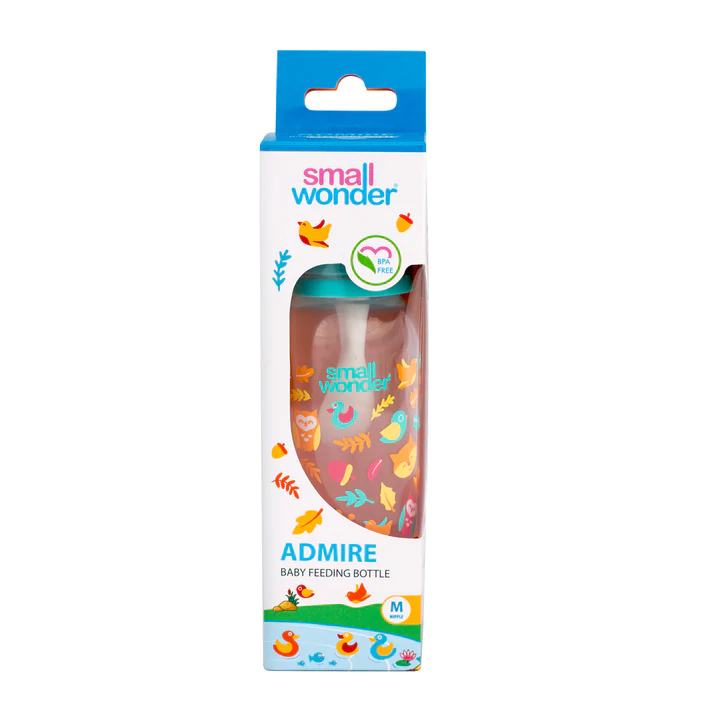 small
wonder®
BPA
FREE
small
wonder®
ADMIRE
BABY FEEDING BOTTLE
M
NIPPLE